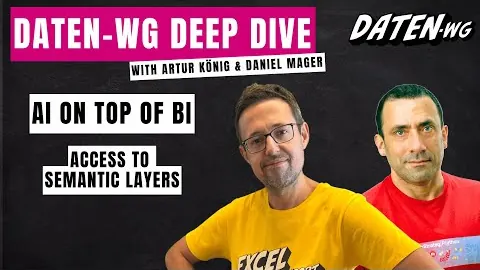 DATEN-WG DEEP DIVE
DATEN-WG
WITH ARTUR KÖNIG & DANIEL MAGER
AI ON TOP OF BI
ACCESS TO
SEMANTIC LAYERS
EXCEL